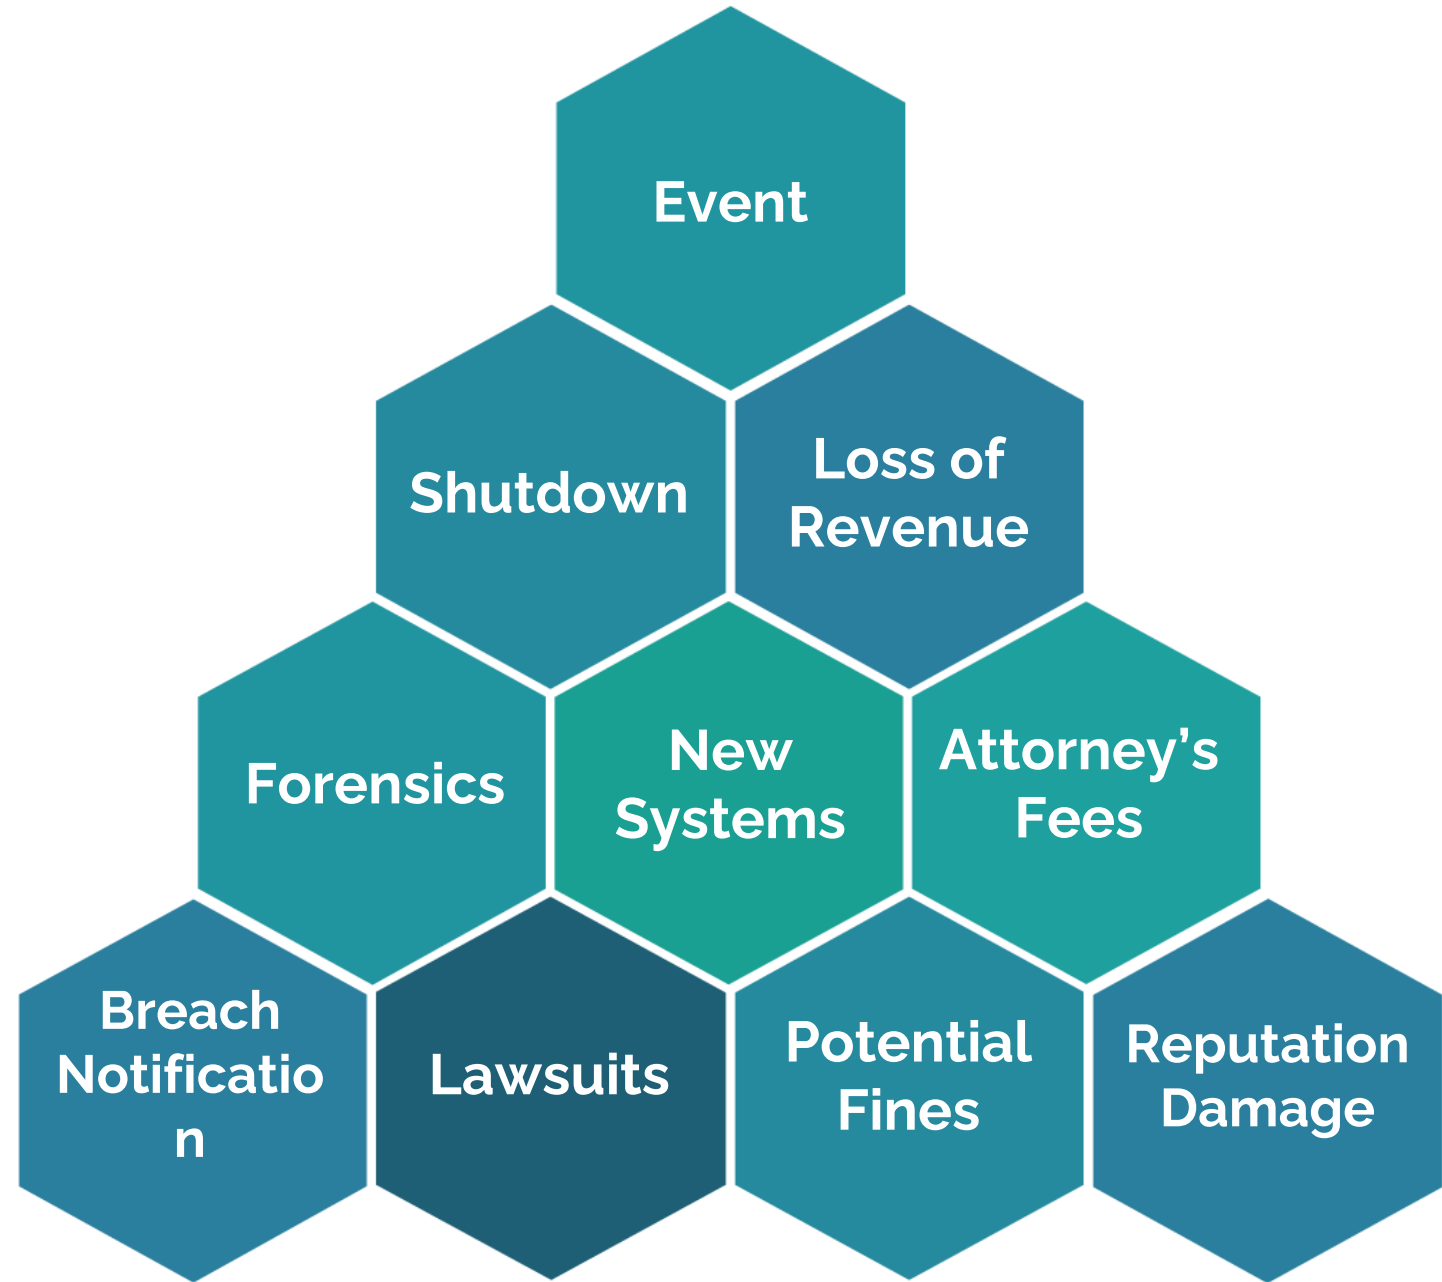 Event
Shutdown
Loss of
Revenue
Forensics
New
Systems
Attorney’s
Fees
Breach
Notificatio
n
Lawsuits
Potential
Fines
Reputation
Damage